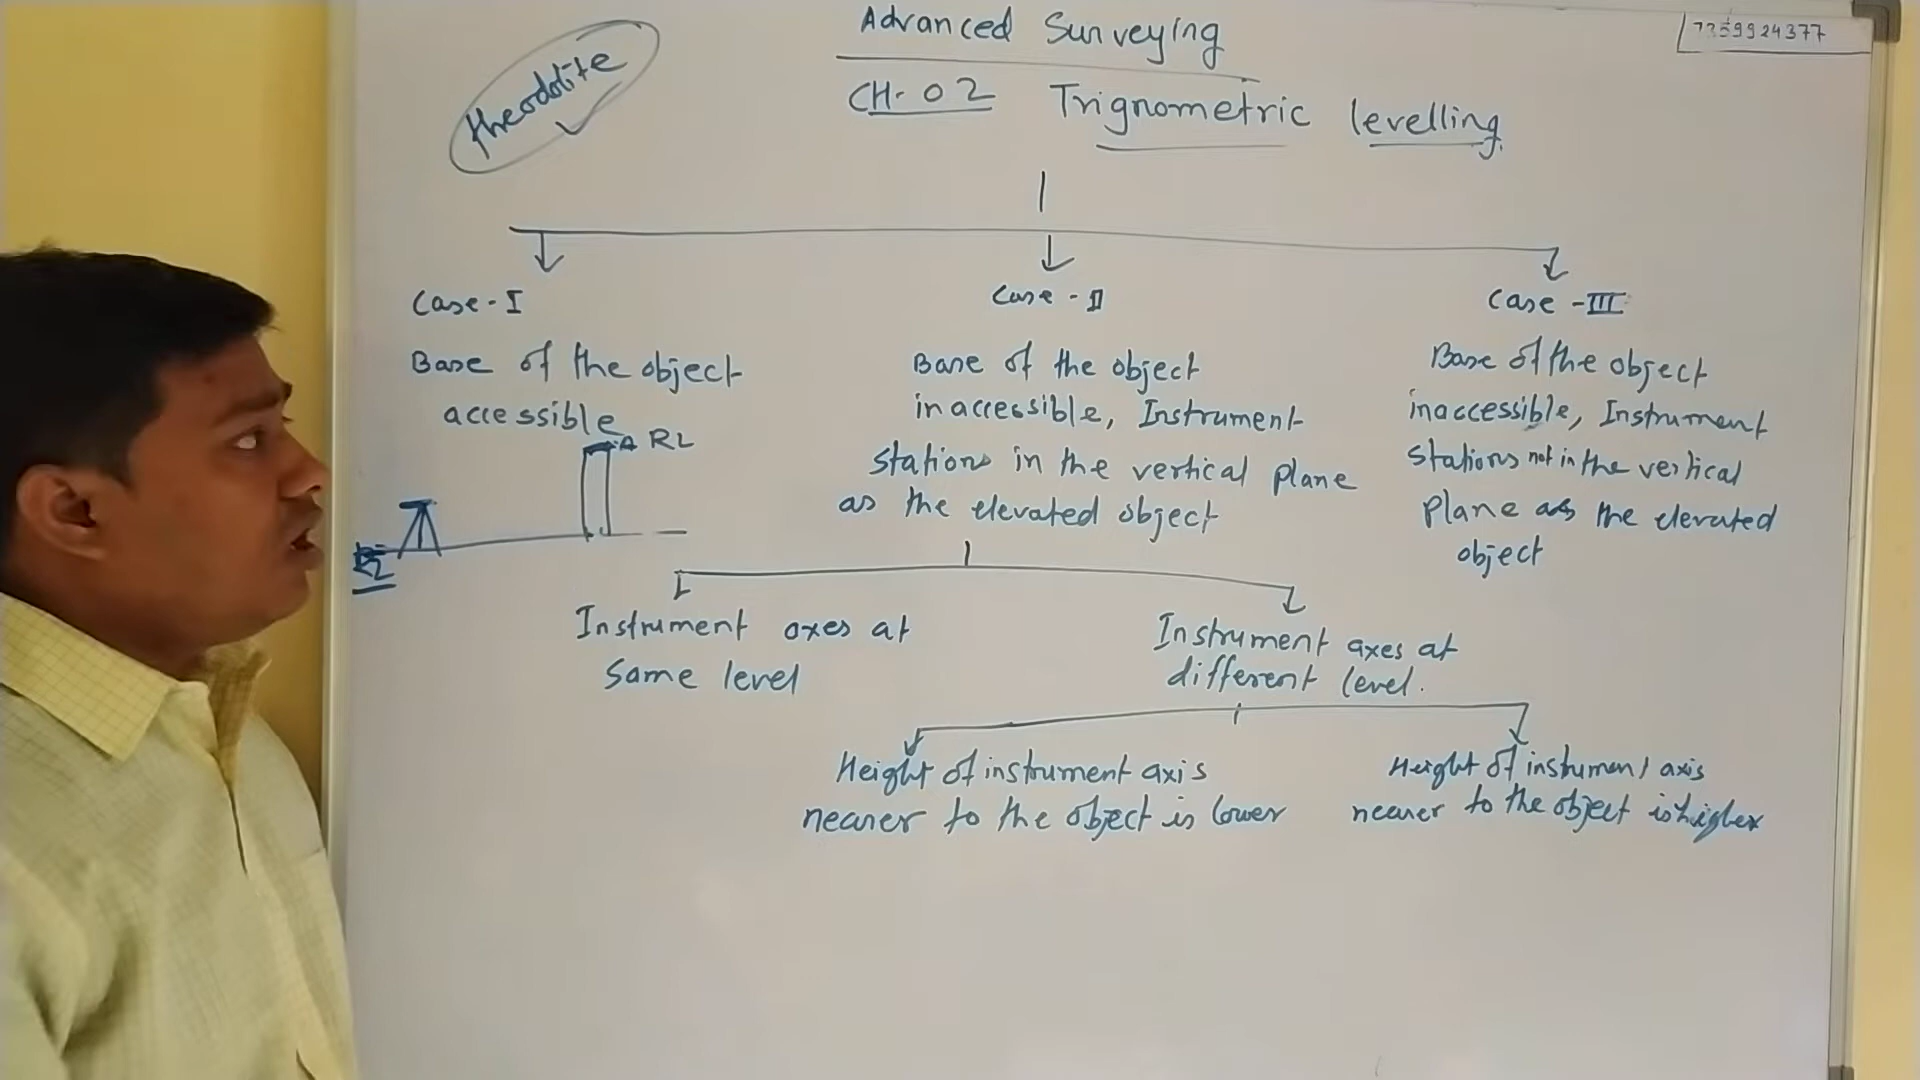 Advanced Surveying
7359924377
theodolite
CH-02 Trignometric levelling
Case-I
Base of the object
accessible
A RL
Case-II
Base of the object
inaccessible, Instrument
stations in the vertical plane
as the elevated object
Case-III
Base of the object
inaccessible, Instrument
stations not in the vertical
plane as the elevated
object
Instrument axes at
same level
Instrument axes at
different level.
Height of instrument axis
nearer to the object is lower
Height of instrument axis
nearer to the object is higher